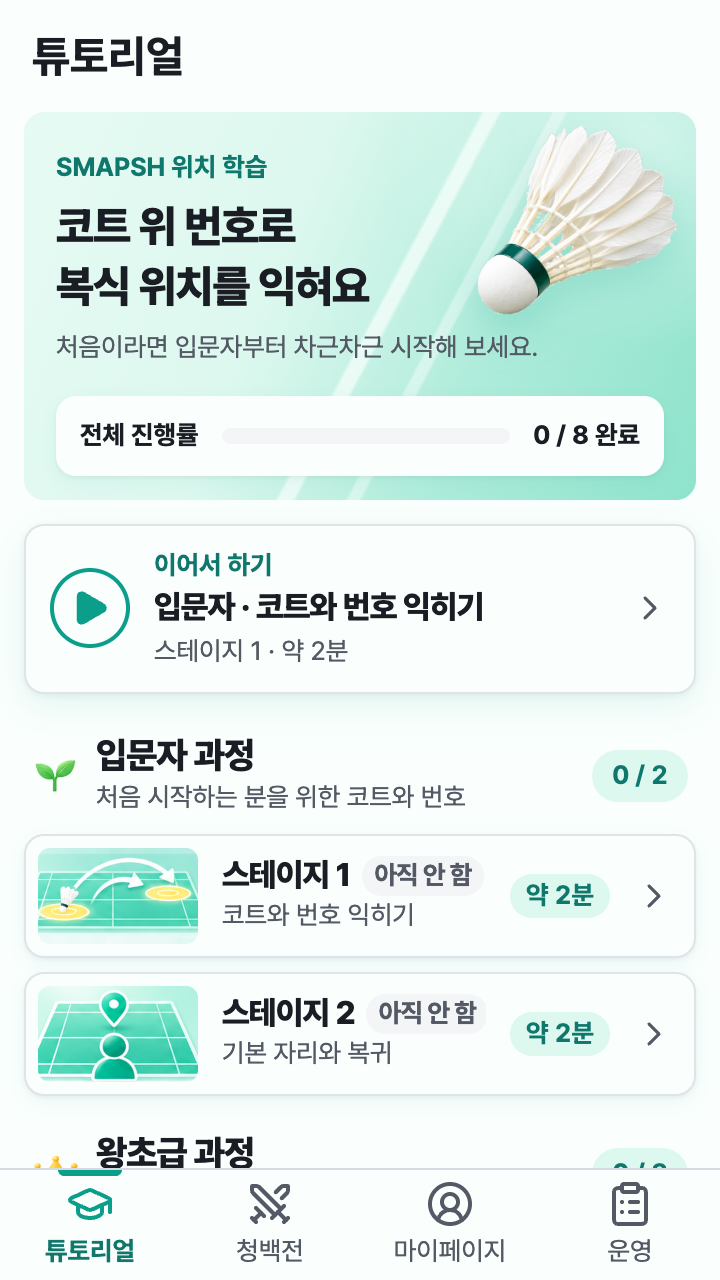 튜토리얼
SMAPSH 위치 학습
코트 위 번호로
복식 위치를 익혀요
처음이라면 입문자부터 차근차근 시작해 보세요.
전체 진행률 0 / 8 완료
이어서 하기
입문자 · 코트와 번호 익히기
스테이지 1 · 약 2분
입문자 과정
처음 시작하는 분을 위한 코트와 번호
0 / 2
스테이지 1 아직 안 함
코트와 번호 익히기
약 2분
스테이지 2 아직 안 함
기본 자리와 복귀
약 2분
왕초급 과정
튜토리얼 청백전 마이페이지 운영